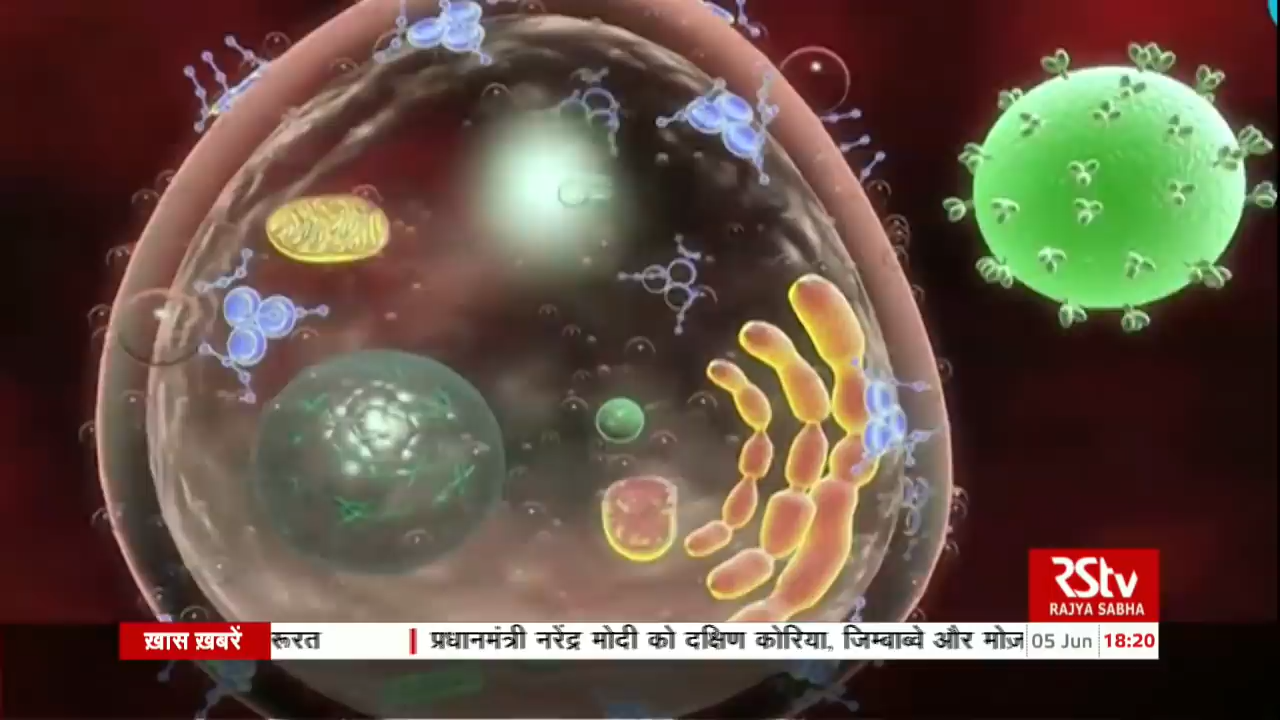 RSTV
RAJYA SABHA
ख़ास ख़बरें
रूरत
प्रधानमंत्री नरेंद्र मोदी को दक्षिण कोरिया, जिम्बाब्वे और मोज़
05 Jun
18:20